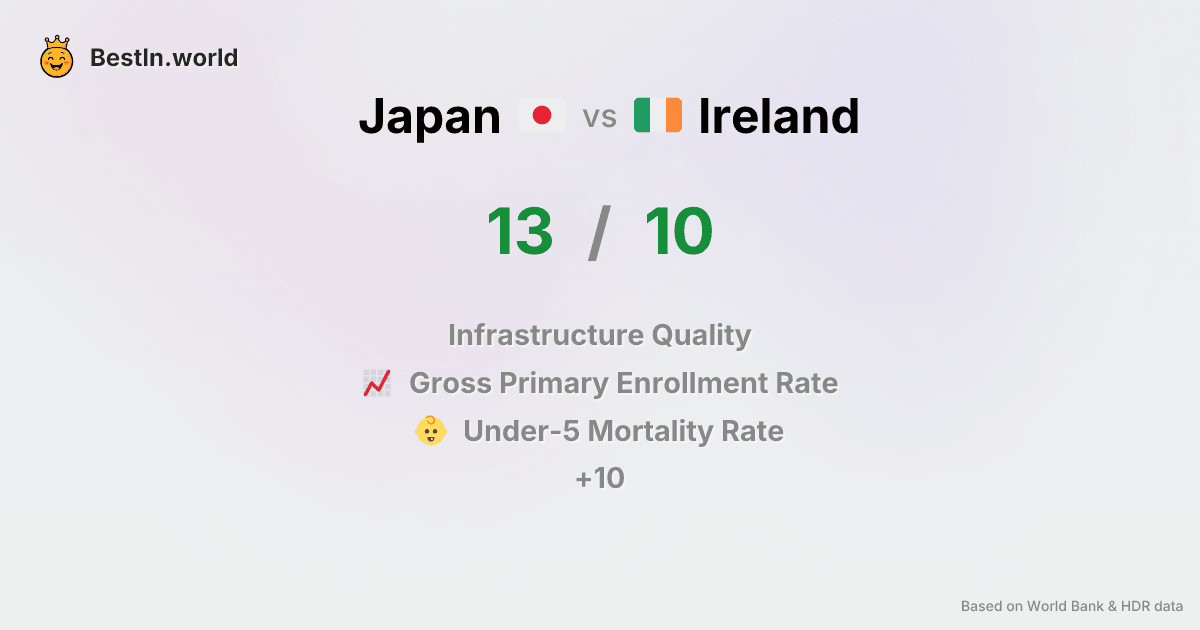 BestIn.world
Japan vs Ireland
13 / 10
Infrastructure Quality
Gross Primary Enrollment Rate
Under-5 Mortality Rate
+10
Based on World Bank & HDR data